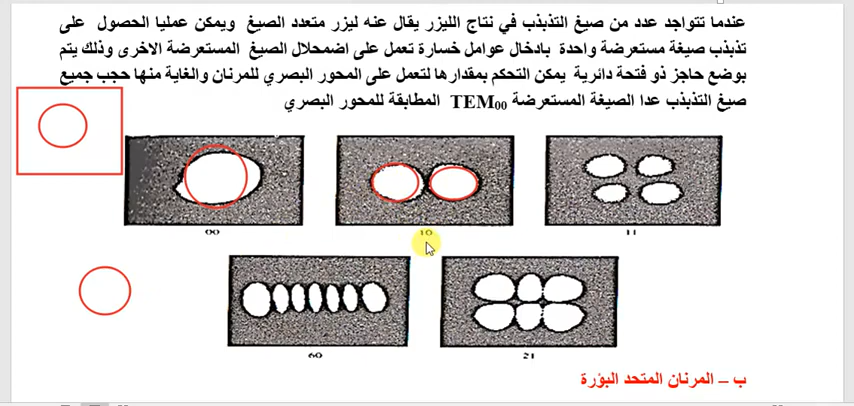 عندما تتواجد عدد من صيغ التذبذب في نتاج الليزر يقال عنه ليزر متعدد الصيغ ويمكن عمليا الحصول على
تذبذب صيغة مستعرضة واحدة بادخال عوامل خسارة تعمل على اضمحلال الصيغ المستعرضة الاخرى وذلك يتم
بوضع حاجز ذو فتحة دائرية يمكن التحكم بمقدارها لتعمل على المحور البصري للمرنان والغاية منها حجب جميع
صيغ التذبذب عدا الصيغة المستعرضة TEM00 المطابقة للمحور البصري
00 10 11
60 21
ب – المرنان المتحد البؤرة